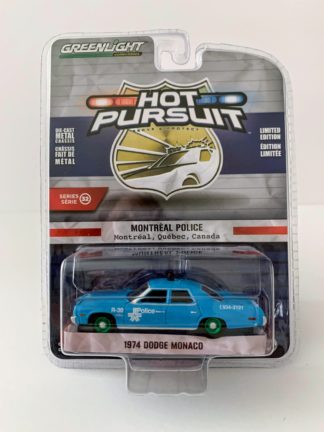 GREENLIGHT
HOT
PURSUIT
DIE-CAST
METAL
CHASSIS
CHÂSSIS
FAIT DE
MÉTAL
LIMITED
EDITION
ÉDITION
LIMITÉE
SERIES
SÉRIE
MONTRÉAL POLICE
Montréal, Québec, Canada
Police
1974 DODGE MONACO